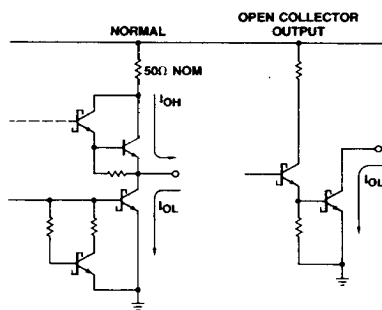 NORMAL
OPEN COLLECTOR
OUTPUT
50Ω NOM
IOH
IOL
IOL